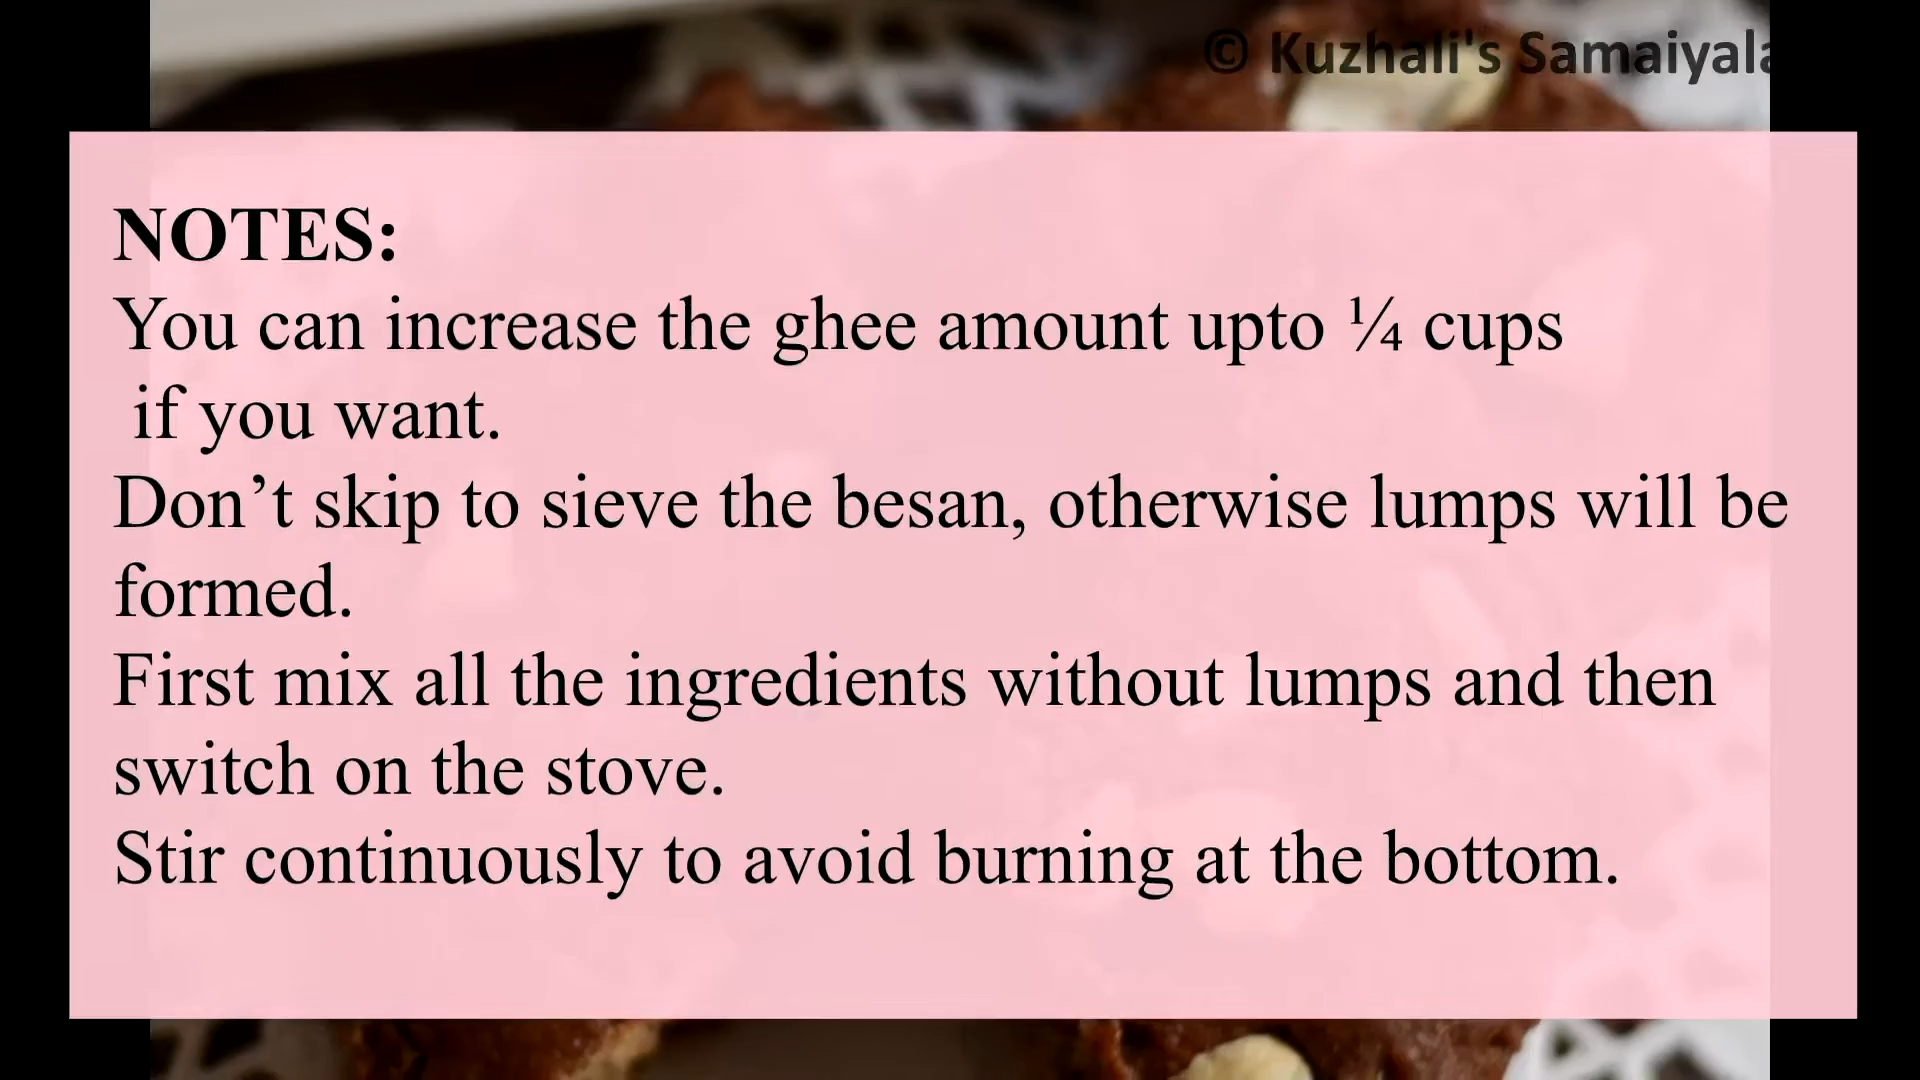 © Kuzhali's Samaiyala
NOTES:
You can increase the ghee amount upto ¼ cups
if you want.
Don’t skip to sieve the besan, otherwise lumps will be
formed.
First mix all the ingredients without lumps and then
switch on the stove.
Stir continuously to avoid burning at the bottom.